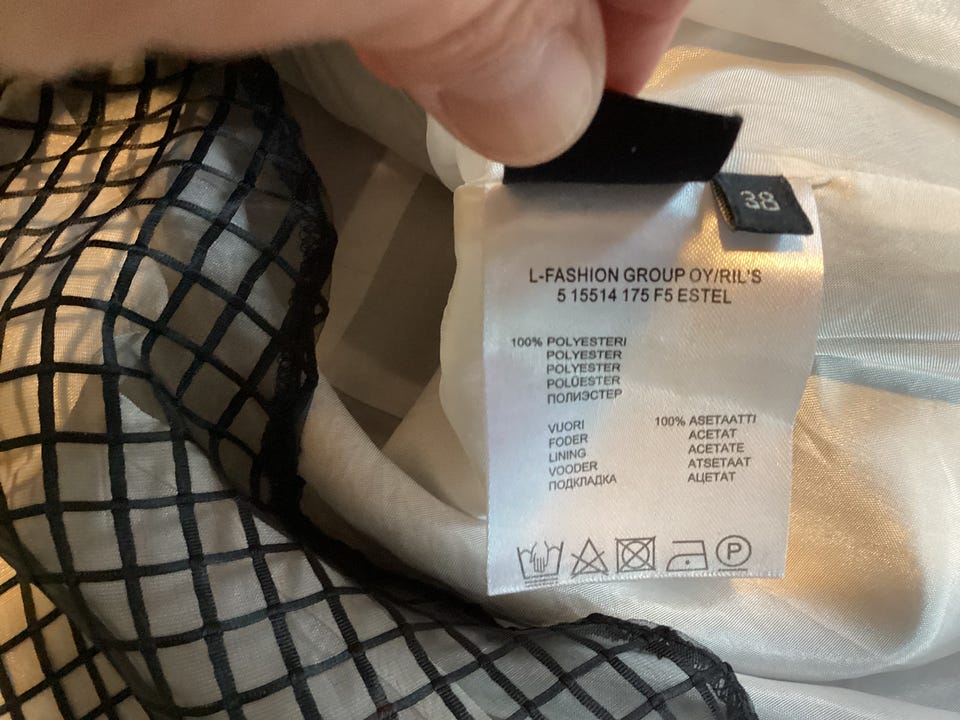 38
L-FASHION GROUP OY/RIL'S
5 15514 175 F5 ESTEL
100% POLYESTERI
POLYESTER
POLYESTER
POLÜESTER
ПОЛИЭСТЕР
VUORI 100% ASETAATTI
FODER ACETAT
LINING ACETATE
VOODER ATSETAAT
ПОДКЛАДКА АЦЕТАТ
P